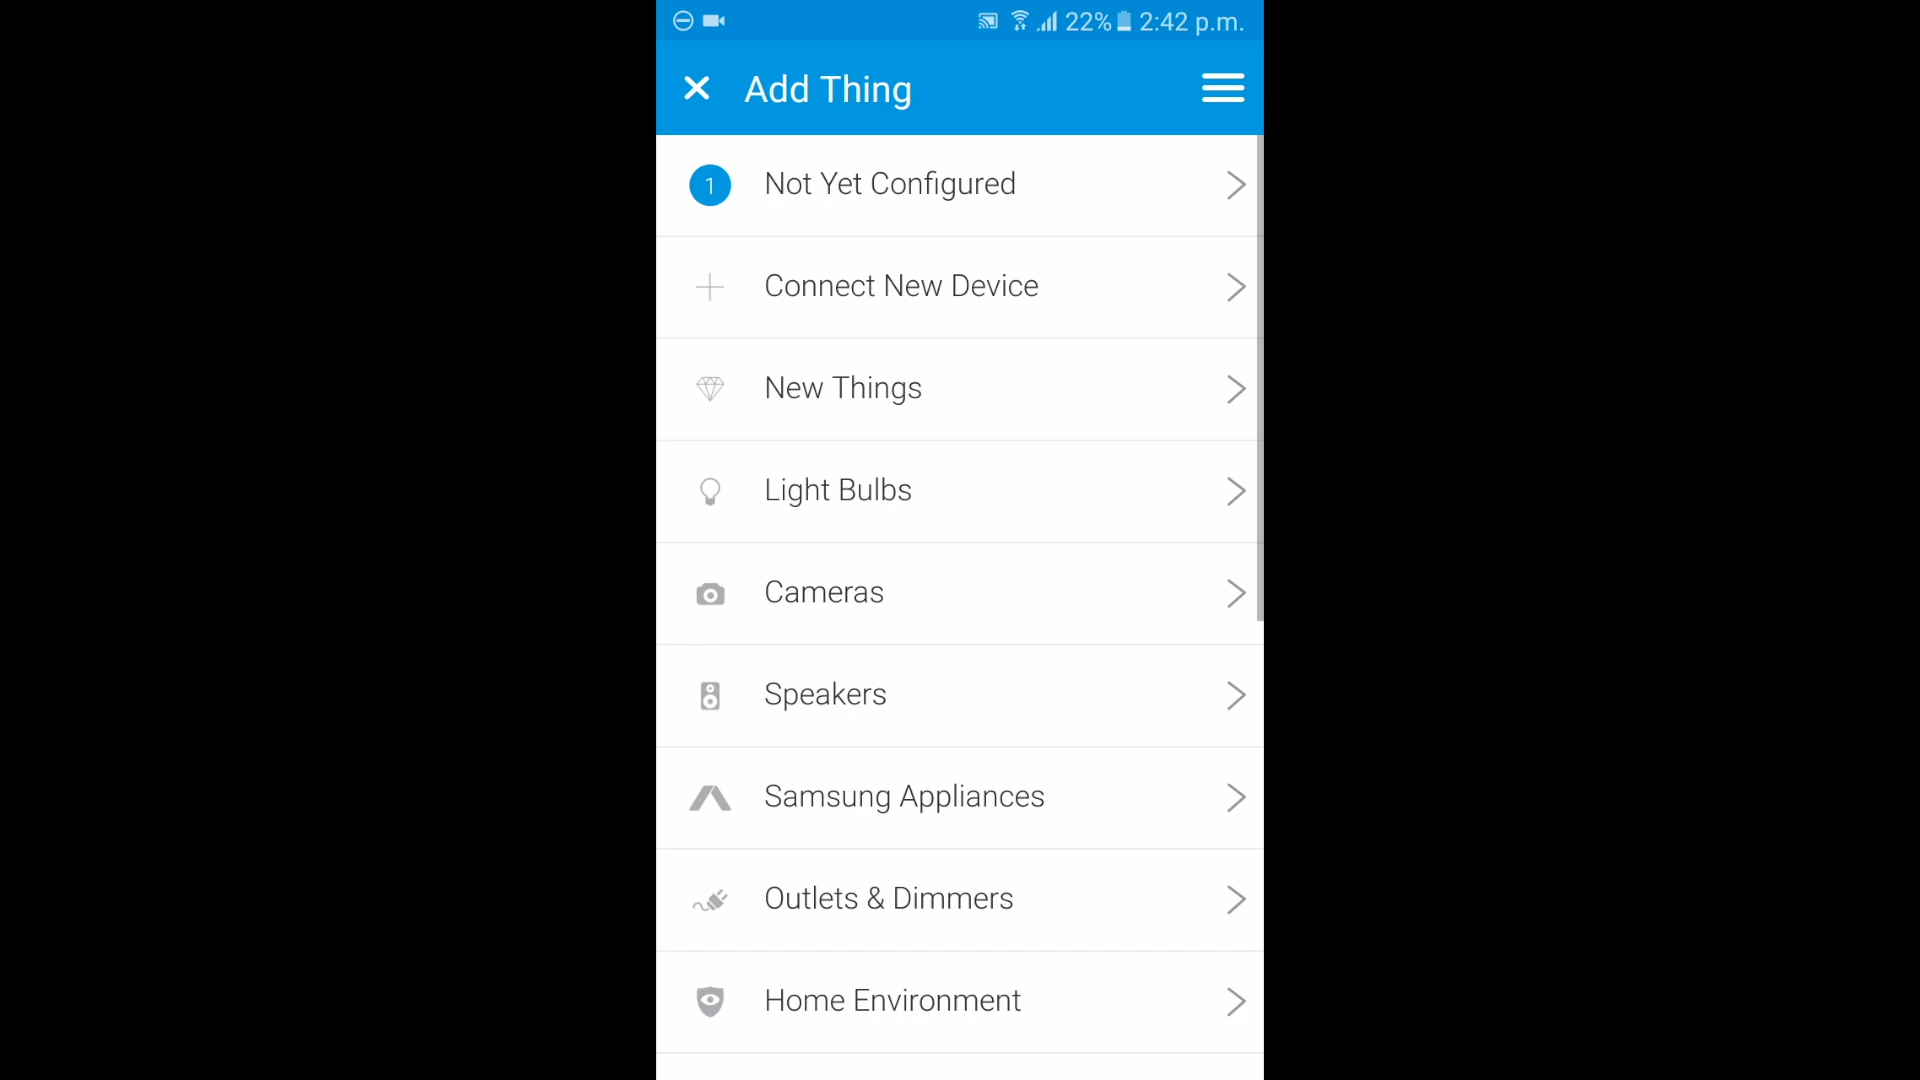 22% 2:42 p.m.
Add Thing
1 Not Yet Configured
Connect New Device
New Things
Light Bulbs
Cameras
Speakers
Samsung Appliances
Outlets & Dimmers
Home Environment